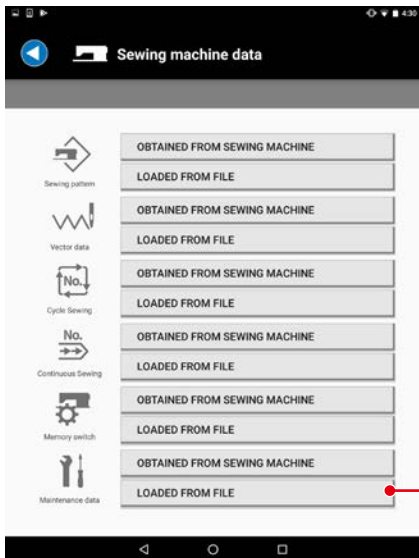 4:30
Sewing machine data
OBTAINED FROM SEWING MACHINE
LOADED FROM FILE
Sewing pattern
OBTAINED FROM SEWING MACHINE
LOADED FROM FILE
Vector data
No.
OBTAINED FROM SEWING MACHINE
LOADED FROM FILE
Cycle Sewing
No.
OBTAINED FROM SEWING MACHINE
LOADED FROM FILE
Continuous Sewing
OBTAINED FROM SEWING MACHINE
LOADED FROM FILE
Memory switch
OBTAINED FROM SEWING MACHINE
LOADED FROM FILE
Maintenance data